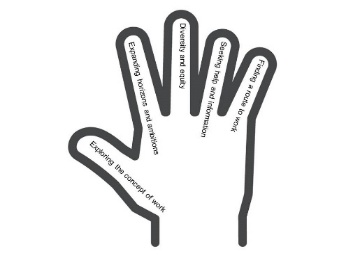 Exploring the concept of work
Expanding horizons and ambitions
Diversity and equity
Seeking help and information
Finding a route to work